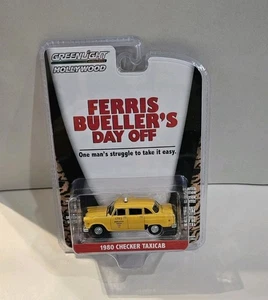 GREENLIGHT
HOLLYWOOD
FERRIS
BUELLER'S
DAY OFF
One man's struggle to take it easy.
1980 CHECKER TAXICAB